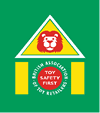 TOY
SAFETY
FIRST
BRITISH ASSOCIATION
OF TOY RETAILERS